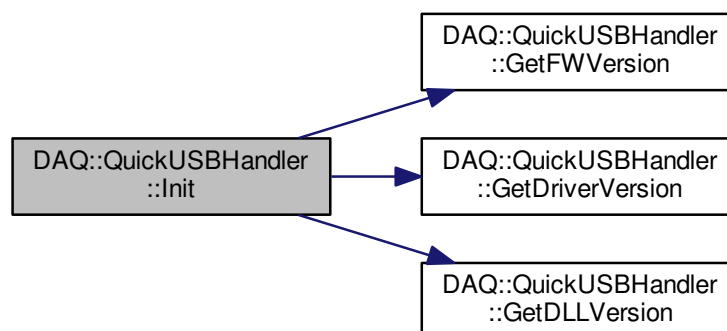 DAQ::QuickUSBHandler
::GetFWVersion
DAQ::QuickUSBHandler
::Init
DAQ::QuickUSBHandler
::GetDriverVersion
DAQ::QuickUSBHandler
::GetDLLVersion